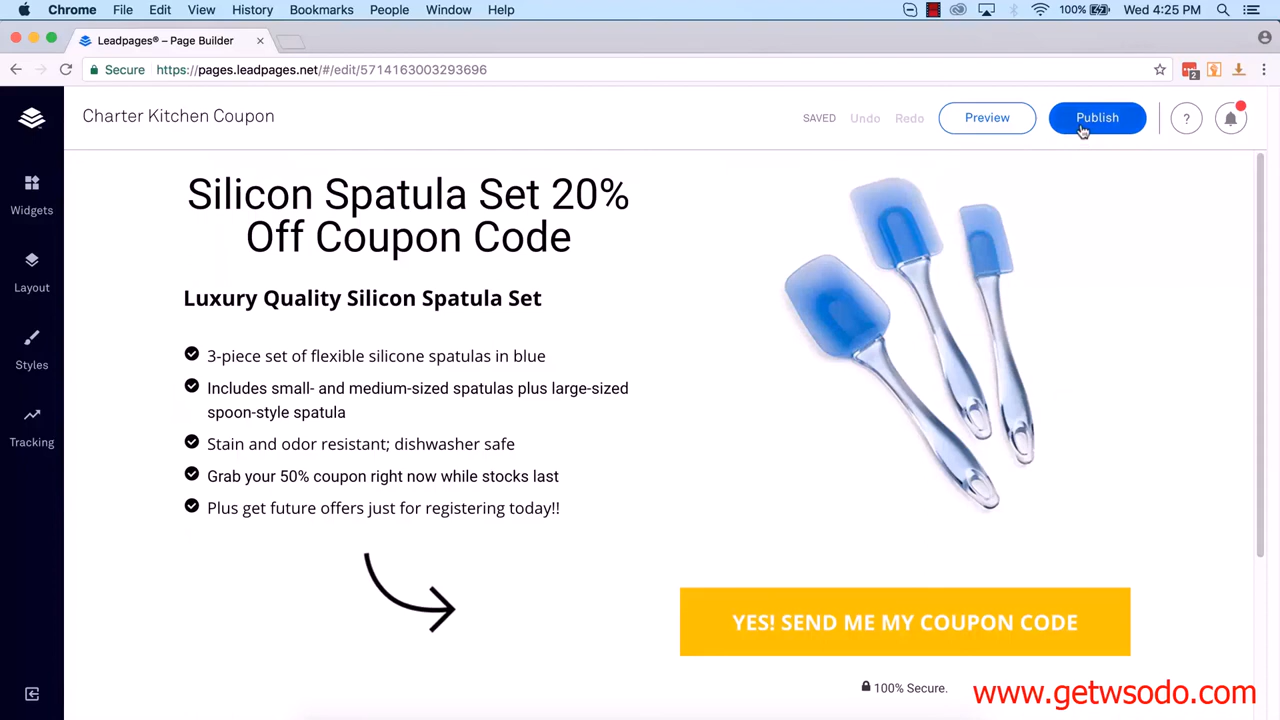 Chrome File Edit View History Bookmarks People Window Help 100% Wed 4:25 PM
Leadpages® – Page Builder
Secure https://pages.leadpages.net/#/edit/5714163003293696
2
Charter Kitchen Coupon SAVED Undo Redo Preview Publish ?
Widgets
Layout
Styles
Tracking
Silicon Spatula Set 20%
Off Coupon Code
Luxury Quality Silicon Spatula Set
3-piece set of flexible silicone spatulas in blue
Includes small- and medium-sized spatulas plus large-sized
spoon-style spatula
Stain and odor resistant; dishwasher safe
Grab your 50% coupon right now while stocks last
Plus get future offers just for registering today!!
YES! SEND ME MY COUPON CODE
100% Secure.
www.getwsodo.com